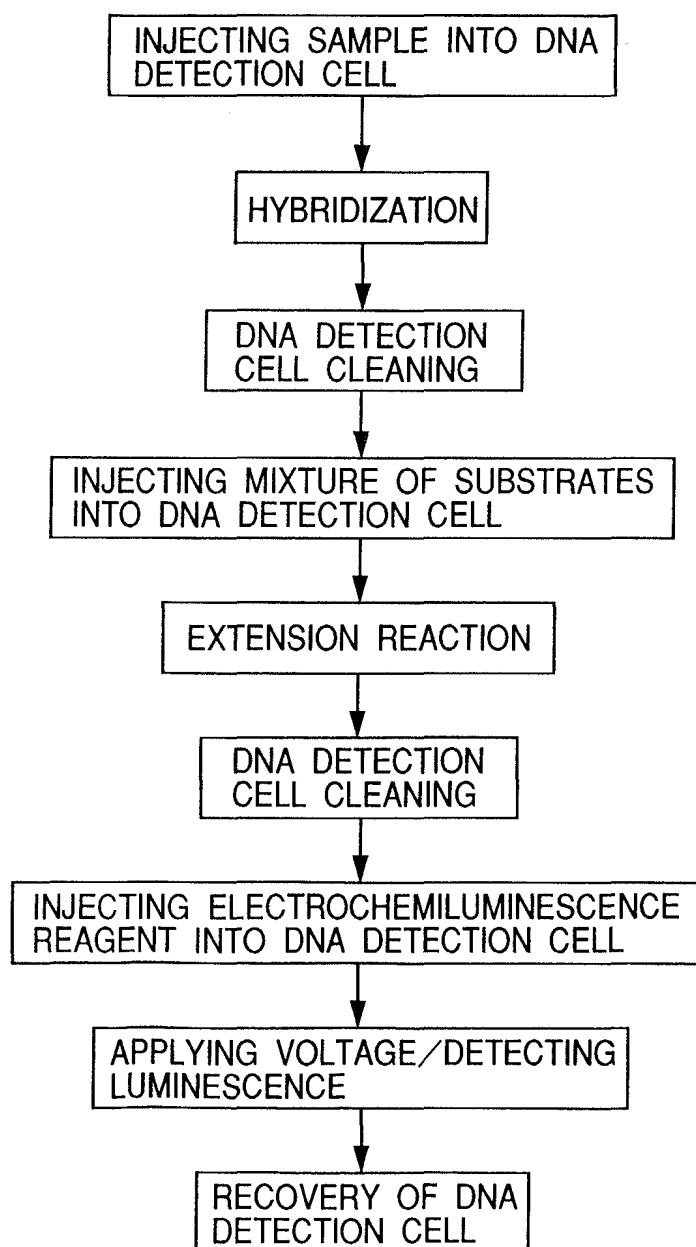 INJECTING SAMPLE INTO DNA
DETECTION CELL
HYBRIDIZATION
DNA DETECTION
CELL CLEANING
INJECTING MIXTURE OF SUBSTRATES
INTO DNA DETECTION CELL
EXTENSION REACTION
DNA DETECTION
CELL CLEANING
INJECTING ELECTROCHEMILUMINESCENCE
REAGENT INTO DNA DETECTION CELL
APPLYING VOLTAGE/DETECTING
LUMINESCENCE
RECOVERY OF DNA
DETECTION CELL